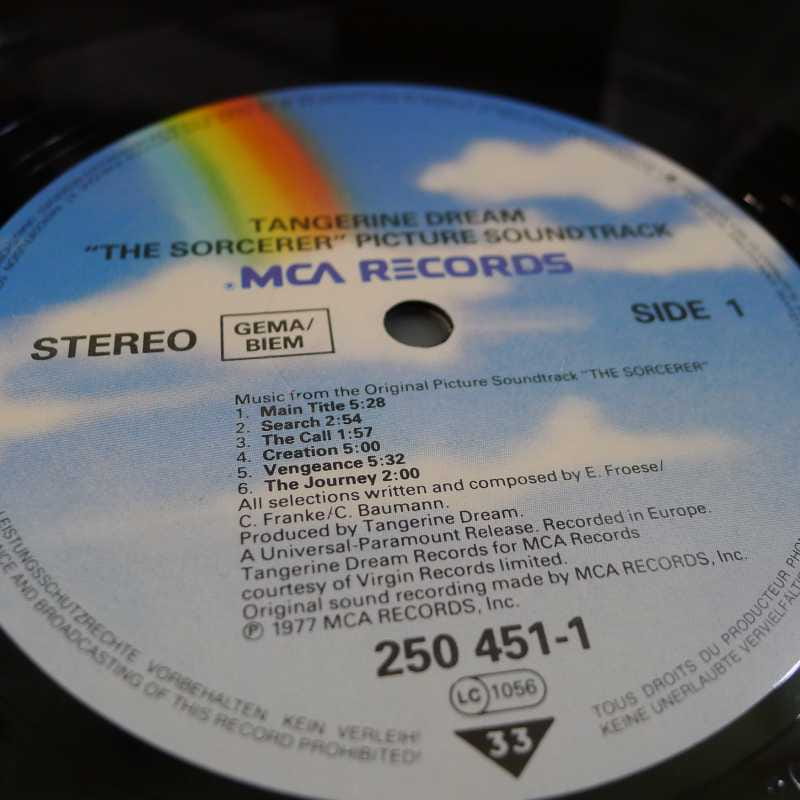 TANGERINE DREAM
"THE SORCERER" PICTURE SOUNDTRACK
MCA RECORDS
STEREO
GEMA/
BIEM
SIDE 1
Music from the Original Picture Soundtrack "THE SORCERER"
1. Main Title 5:28
2. Search 2:54
3. The Call 1:57
4. Creation 5:00
5. Vengeance 5:32
6. The Journey 2:00
All selections written and composed by E. Froese/
C. Franke/C. Baumann.
Produced by Tangerine Dream.
A Universal-Paramount Release. Recorded in Europe.
Tangerine Dream Records for MCA Records
courtesy of Virgin Records limited.
Original sound recording made by MCA RECORDS, Inc.
℗ 1977 MCA RECORDS, Inc.
250 451-1
LC 1056
33
LEISTUNGSSCHUTZRECHTE VORBEHALTEN KEIN VERLEIH!
AND BROADCASTING OF THIS RECORD PROHIBITED!
TOUS DROITS DU PRODUCTEUR
KEINE UNERLAUBTE